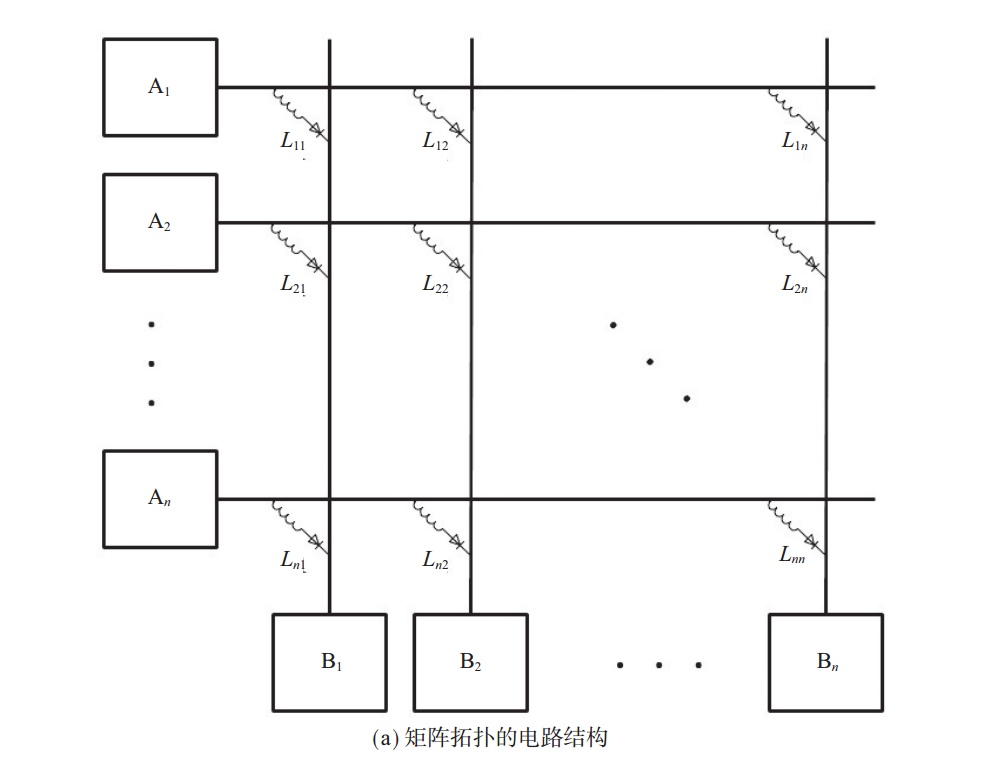 A₁
L₁₁ L₁₂ L₁ₙ
A₂
L₂₁ L₂₂ L₂ₙ
Aₙ
Lₙ₁ Lₙ₂ Lₙₙ
B₁ B₂ Bₙ
(a) 矩阵拓扑的电路结构